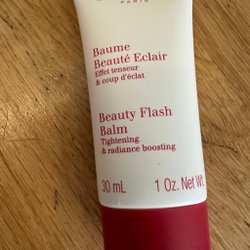 PARIS
Baume
Beauté Eclair
Effet tenseur
& coup d'éclat
Beauty Flash
Balm
Tightening
& radiance boosting
30 mL 1 Oz. Net